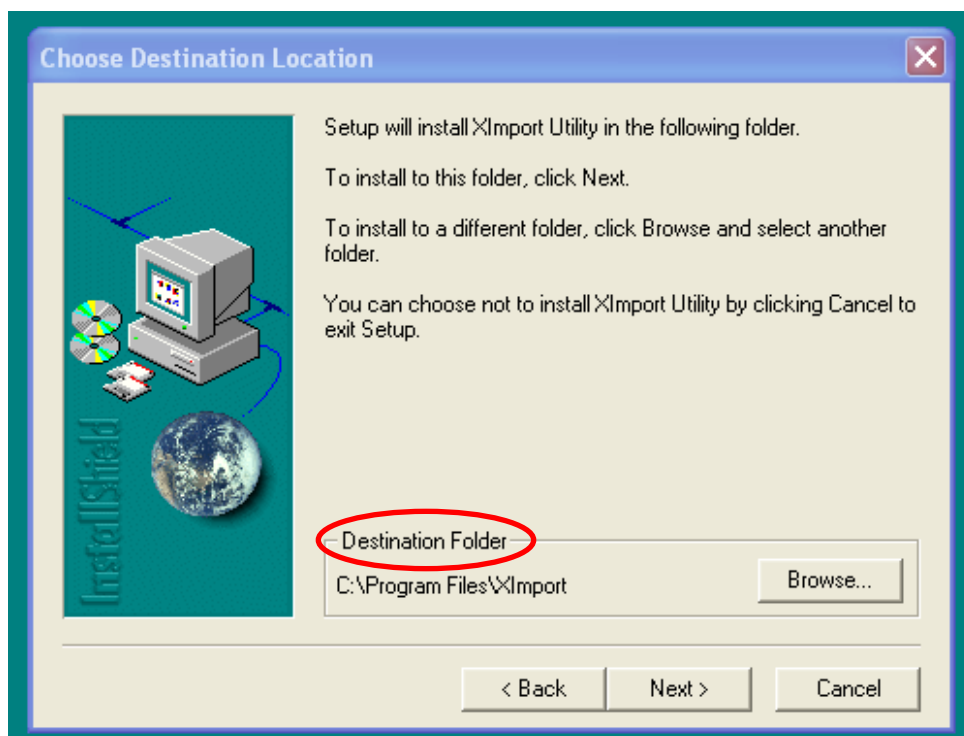 Choose Destination Location
Setup will install XImport Utility in the following folder.
To install to this folder, click Next.
To install to a different folder, click Browse and select another
folder.
You can choose not to install XImport Utility by clicking Cancel to
exit Setup.
InstallShield
Destination Folder
C:\Program Files\XImport
Browse...
< Back
Next >
Cancel